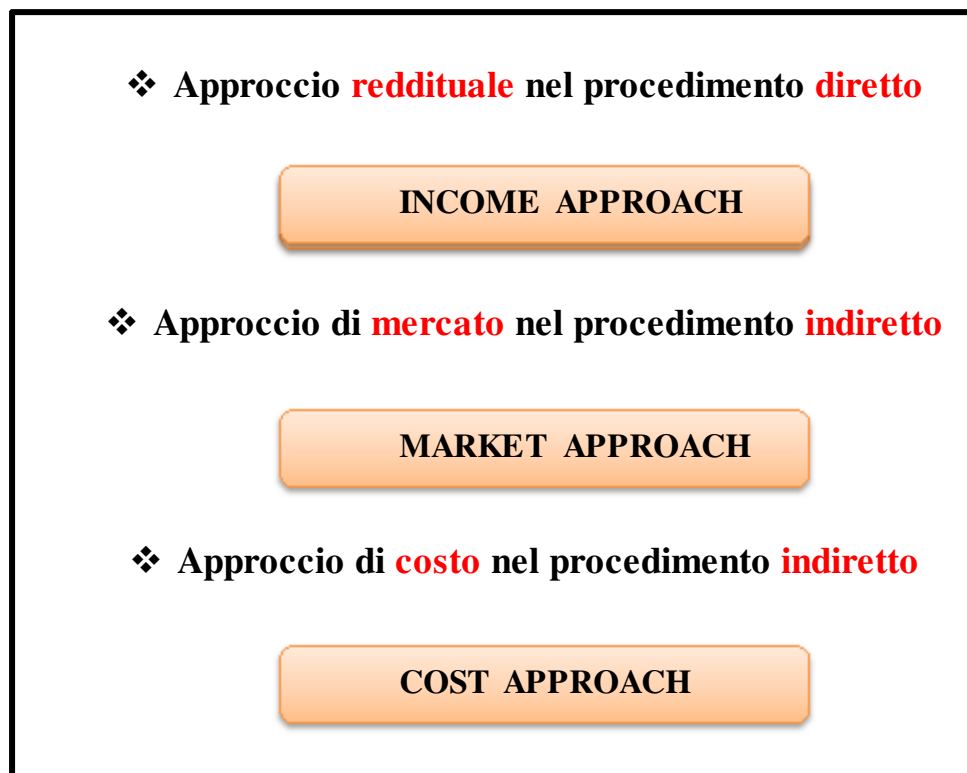 ❖ Approccio reddituale nel procedimento diretto
INCOME APPROACH
❖ Approccio di mercato nel procedimento indiretto
MARKET APPROACH
❖ Approccio di costo nel procedimento indiretto
COST APPROACH